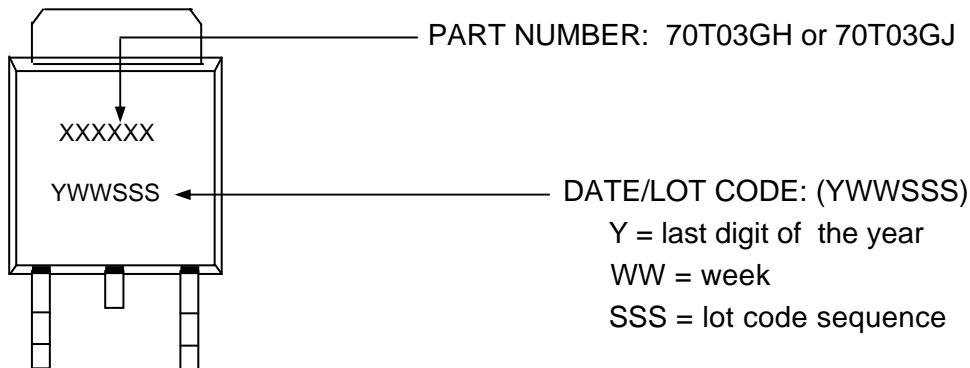 PART NUMBER: 70T03GH or 70T03GJ
XXXXXX
YWWSSS
DATE/LOT CODE: (YWWSSS)
Y = last digit of the year
WW = week
SSS = lot code sequence